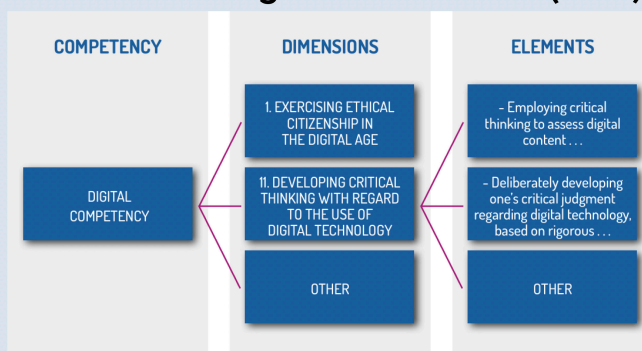 COMPETENCY
DIMENSIONS
ELEMENTS
DIGITAL
COMPETENCY
1. EXERCISING ETHICAL
CITIZENSHIP IN
THE DIGITAL AGE
11. DEVELOPING CRITICAL
THINKING WITH REGARD
TO THE USE OF
DIGITAL TECHNOLOGY
OTHER
- Employing critical
thinking to assess digital
content . . .
- Deliberately developing
one's critical judgment
regarding digital technology,
based on rigorous . . .
OTHER